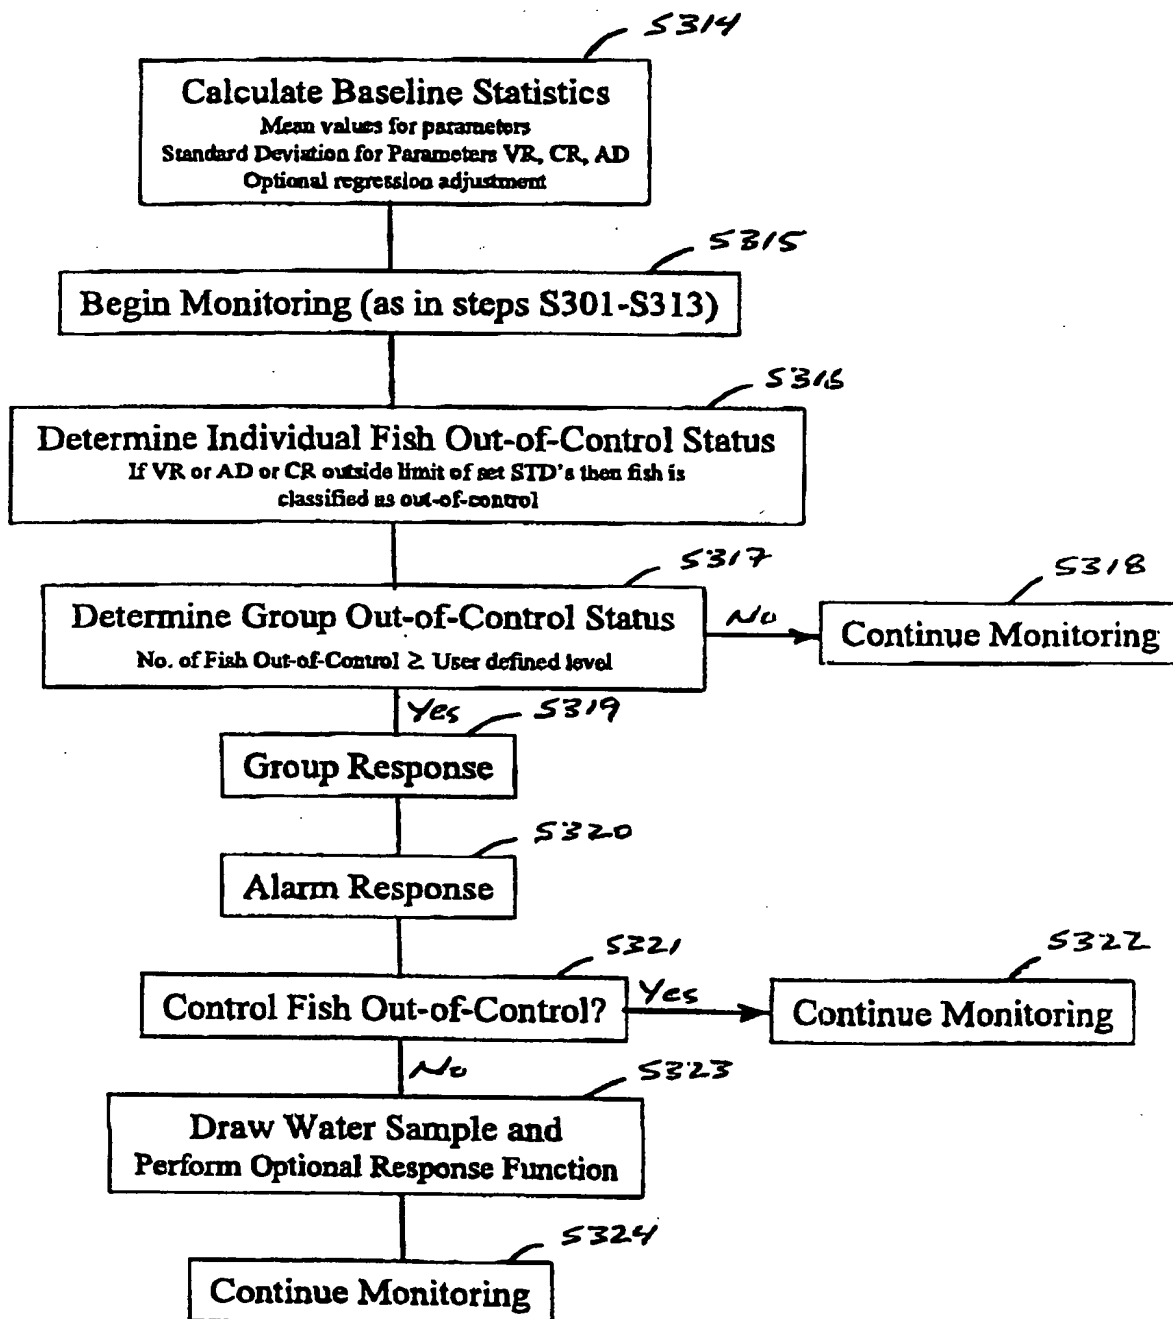 S314
Calculate Baseline Statistics
Mean values for parameters
Standard Deviation for Parameters VR, CR, AD
Optional regression adjustment
S315
Begin Monitoring (as in steps S301-S313)
S316
Determine Individual Fish Out-of-Control Status
If VR or AD or CR outside limit of set STD's then fish is
classified as out-of-control
S317
Determine Group Out-of-Control Status
No. of Fish Out-of-Control ≥ User defined level
No
S318
Continue Monitoring
Yes
S319
Group Response
S320
Alarm Response
S321
Control Fish Out-of-Control?
Yes
S322
Continue Monitoring
No
S323
Draw Water Sample and
Perform Optional Response Function
S324
Continue Monitoring